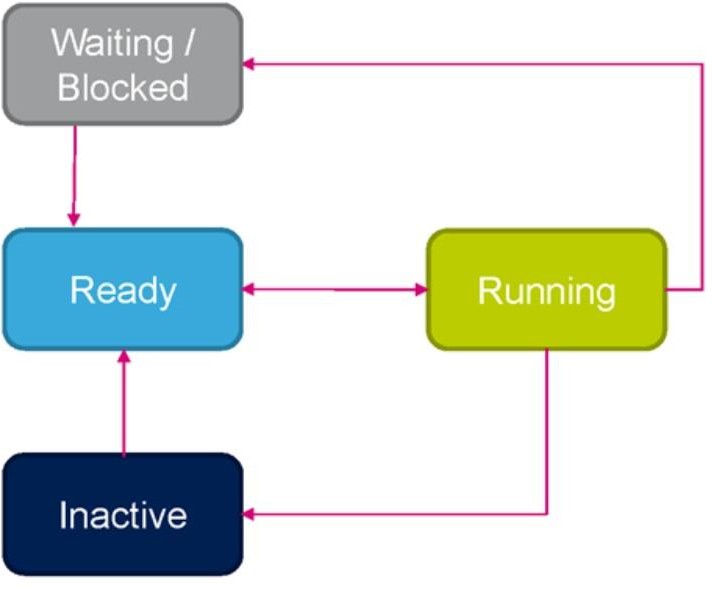 Waiting /
Blocked
Ready
Running
Inactive